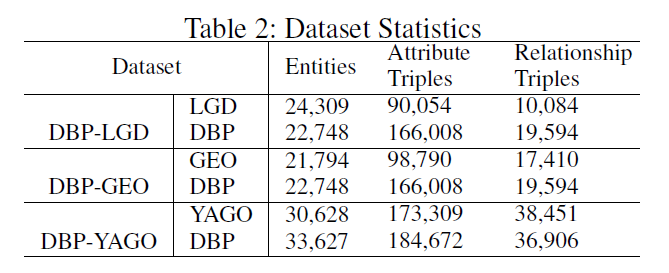 Table 2: Dataset Statistics
Dataset Entities Attribute Triples Relationship Triples
LGD 24,309 90,054 10,084
DBP-LGD DBP 22,748 166,008 19,594
GEO 21,794 98,790 17,410
DBP-GEO DBP 22,748 166,008 19,594
YAGO 30,628 173,309 38,451
DBP-YAGO DBP 33,627 184,672 36,906